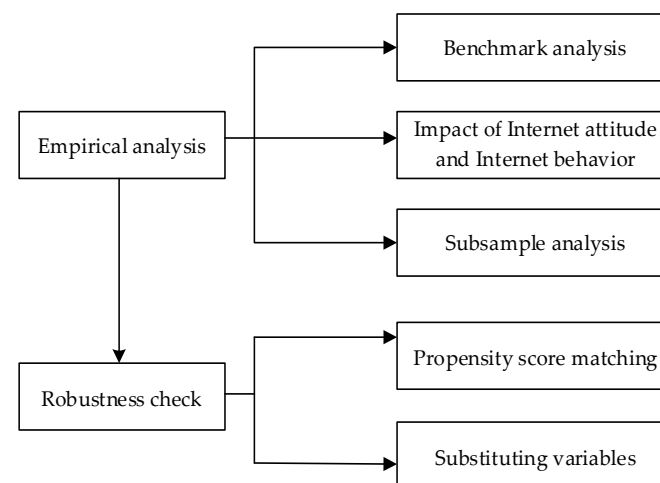 Benchmark analysis
Empirical analysis
Impact of Internet attitude
and Internet behavior
Subsample analysis
Robustness check
Propensity score matching
Substituting variables